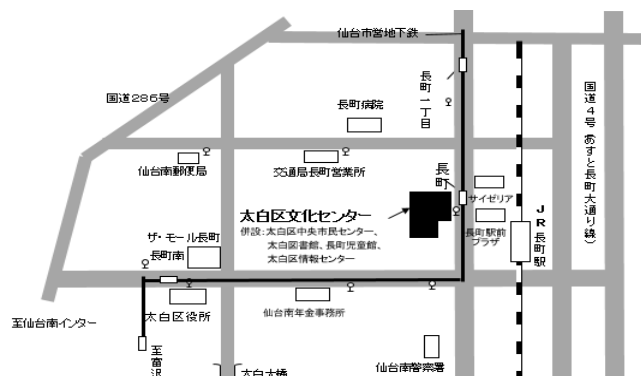 仙台市営地下鉄
国道286号
長町一丁目
長町病院
国道4号(あすと長町大通り線)
仙台南郵便局
交通局長町営業所
長町
サイゼリア
太白区文化センター
併設:太白区中央市民センター、
太白図書館、長町児童館、
太白区情報センター
長町駅前
プラザ
JR長町駅
ザ・モール長町
長町南
至仙台南インター
太白区役所
仙台南年金事務所
至富沢
太白大橋
仙台南警察署